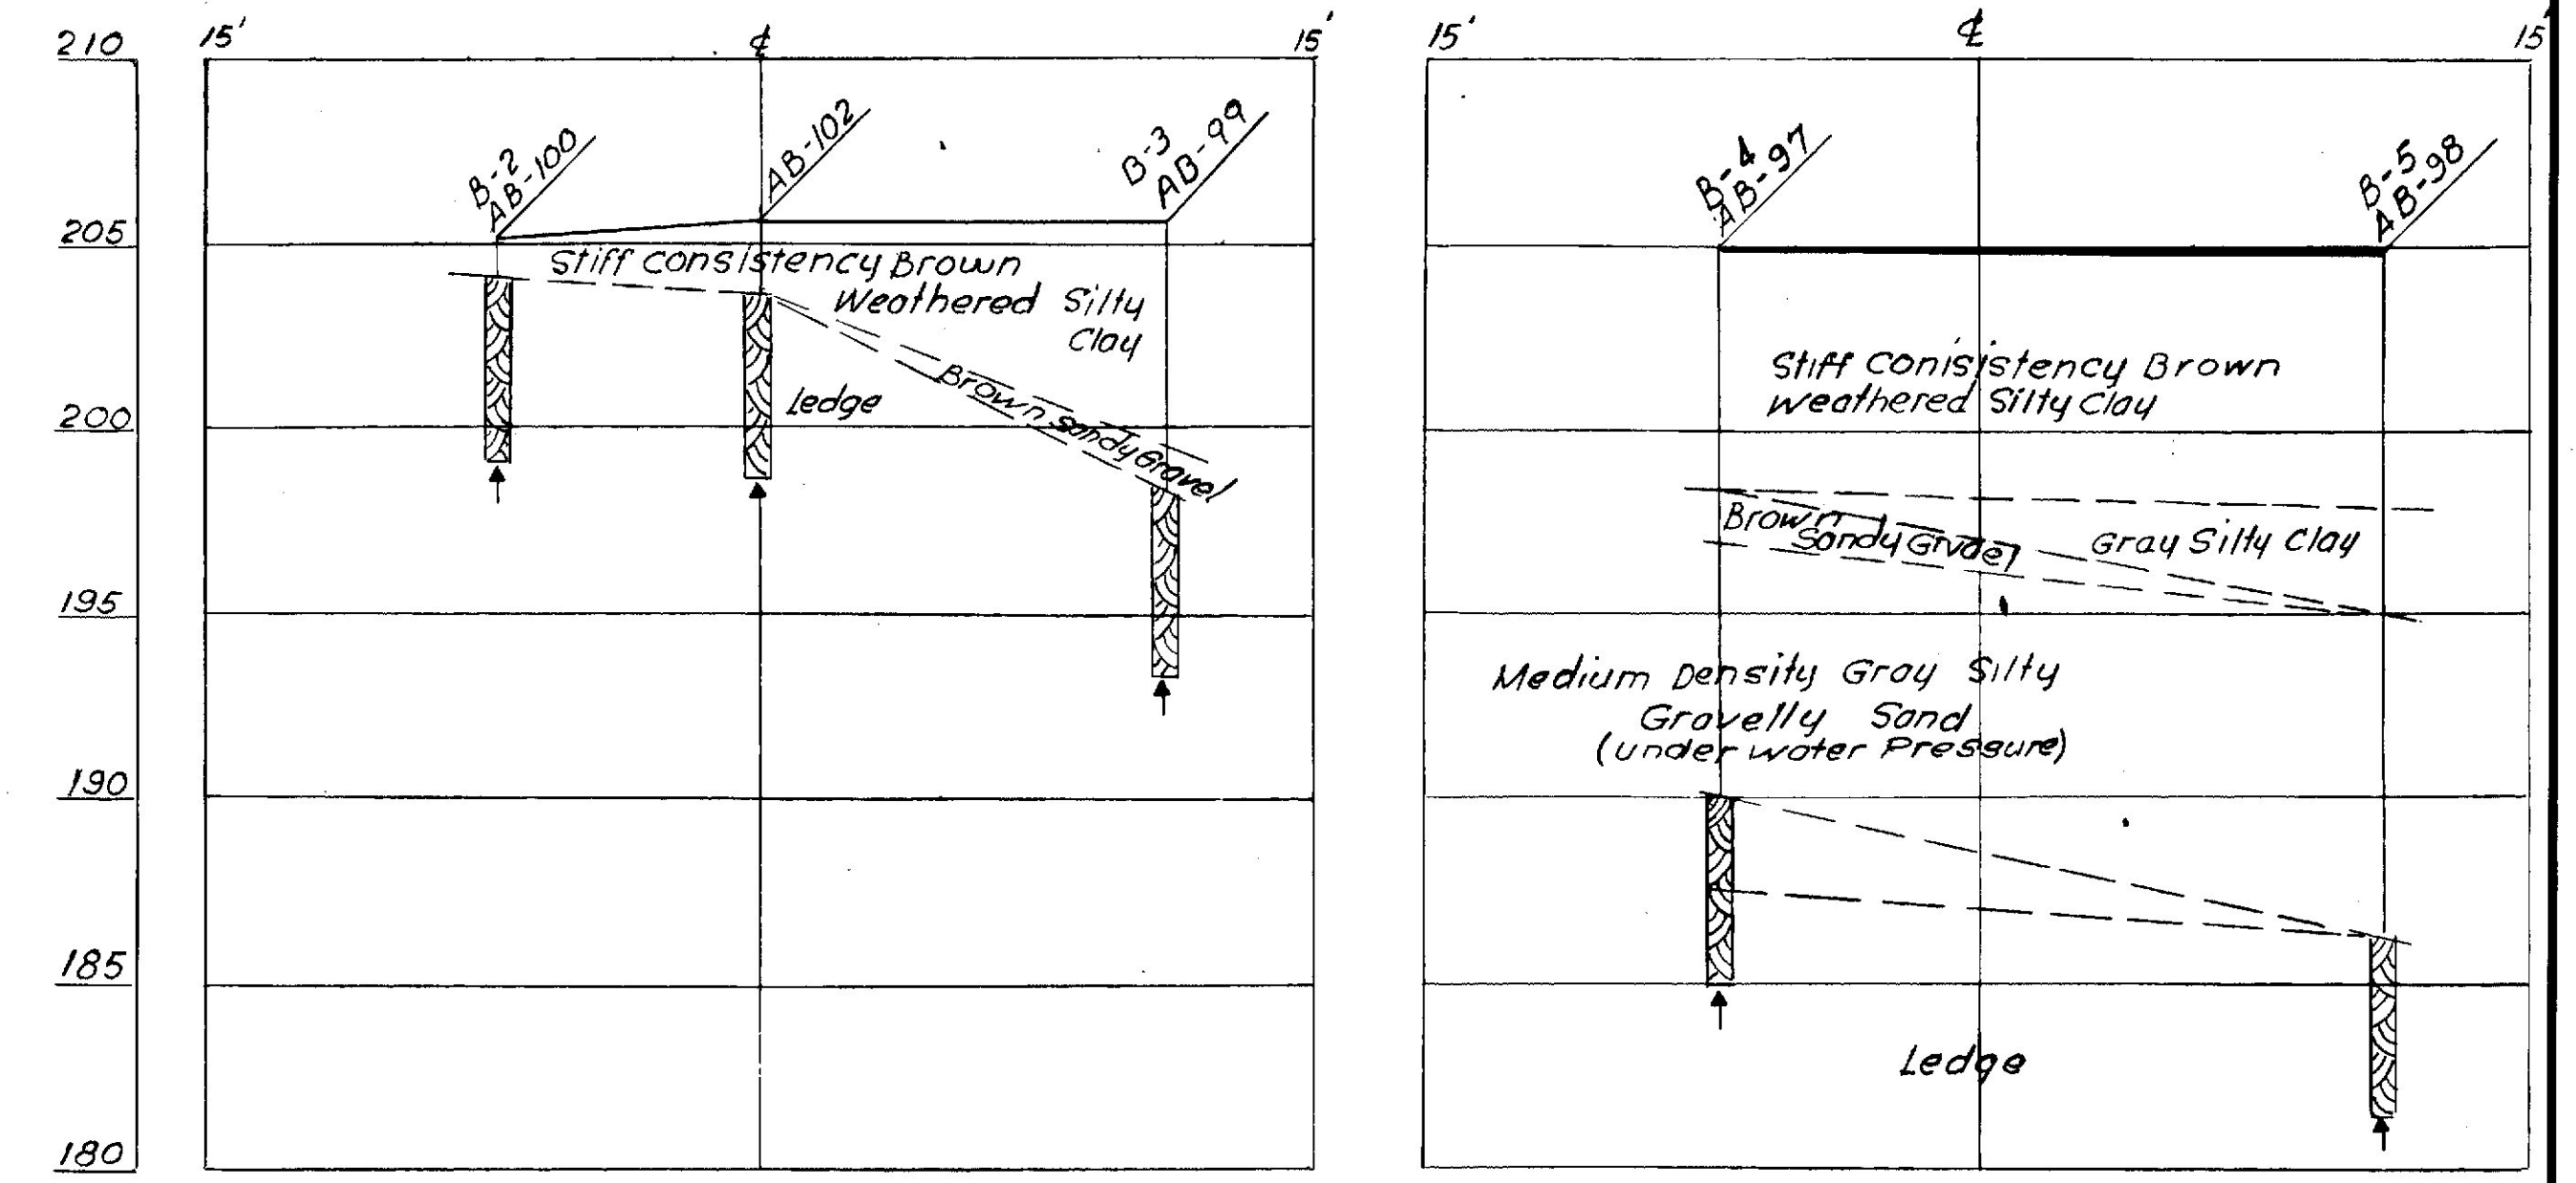 15'
℄
15'
15'
℄
15'
210
205
200
195
190
185
180
B-2
AB-100
AB-102
B-3
AB-99
Stiff Consistency Brown
Weathered Silty
Clay
Ledge
Brown Sandy Gravel
B-4
AB-97
B-5
AB-98
Stiff Conisistency Brown
Weathered Silty Clay
Brown
Sandy Gravel
Gray Silty Clay
Medium Density Gray Silty
Gravelly Sand
(under water Pressure)
Ledge